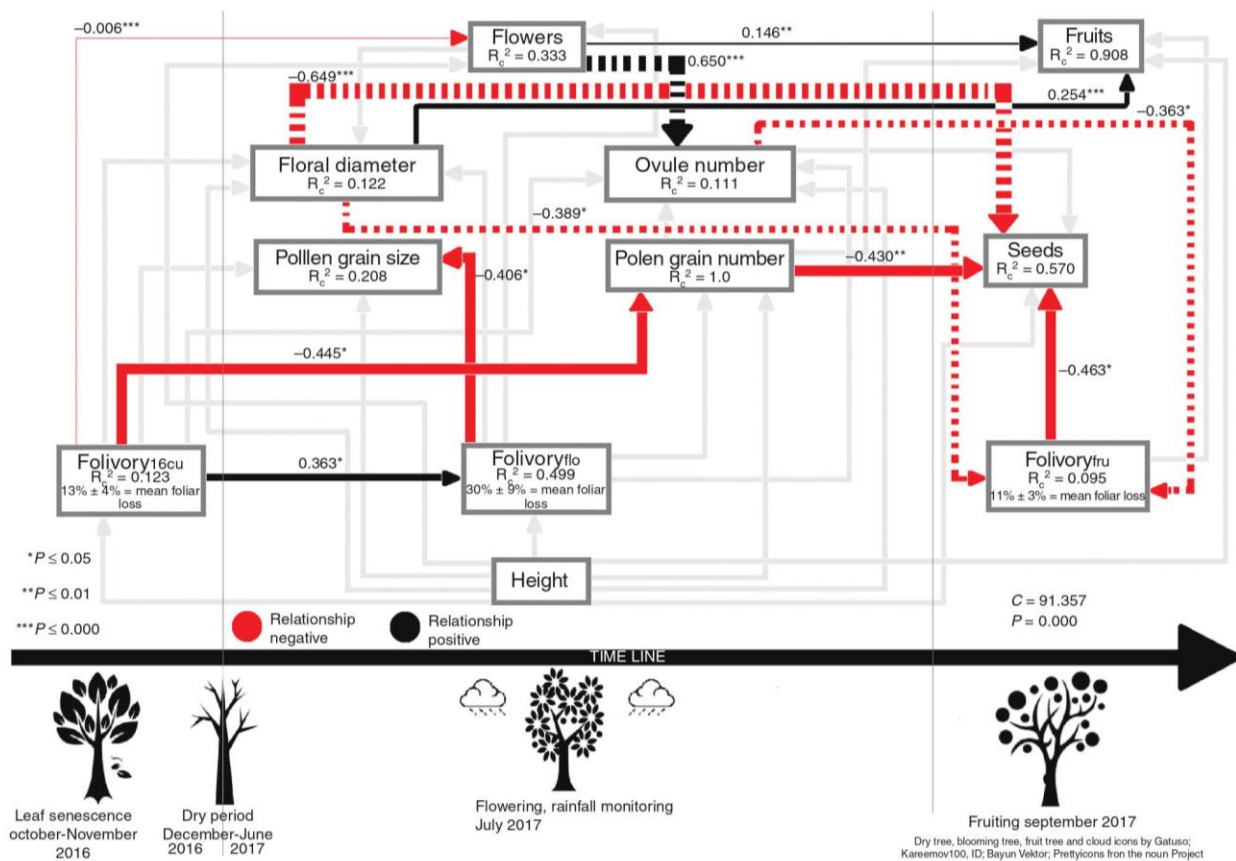 −0.006***
Flowers
Rc² = 0.333
0.146**
Fruits
Rc² = 0.908
0.650***
−0.649***
0.254***
−0.363*
Floral diameter
Rc² = 0.122
Ovule number
Rc² = 0.111
−0.389*
Polllen grain size
Rc² = 0.208
−0.406*
Polen grain number
Rc² = 1.0
−0.430**
Seeds
Rc² = 0.570
−0.445*
−0.463*
Folivory16cu
Rc² = 0.123
13% ± 4% = mean foliar
loss
0.363*
Folivoryflo
Rc² = 0.499
30% ± 9% = mean foliar
loss
Folivoryfru
Rc² = 0.095
11% ± 3% = mean foliar loss
Height
*P ≤ 0.05
**P ≤ 0.01
***P ≤ 0.000
Relationship
negative
Relationship
positive
C = 91.357
P = 0.000
TIME LINE
Leaf senescence
october-November
2016
Dry period
December-June
2016 2017
Flowering, rainfall monitoring
July 2017
Fruiting september 2017
Dry tree, blooming tree, fruit tree and cloud icons by Gatuso;
Kareemov100, ID; Bayun Vektor; Prettyicons fron the noun Project